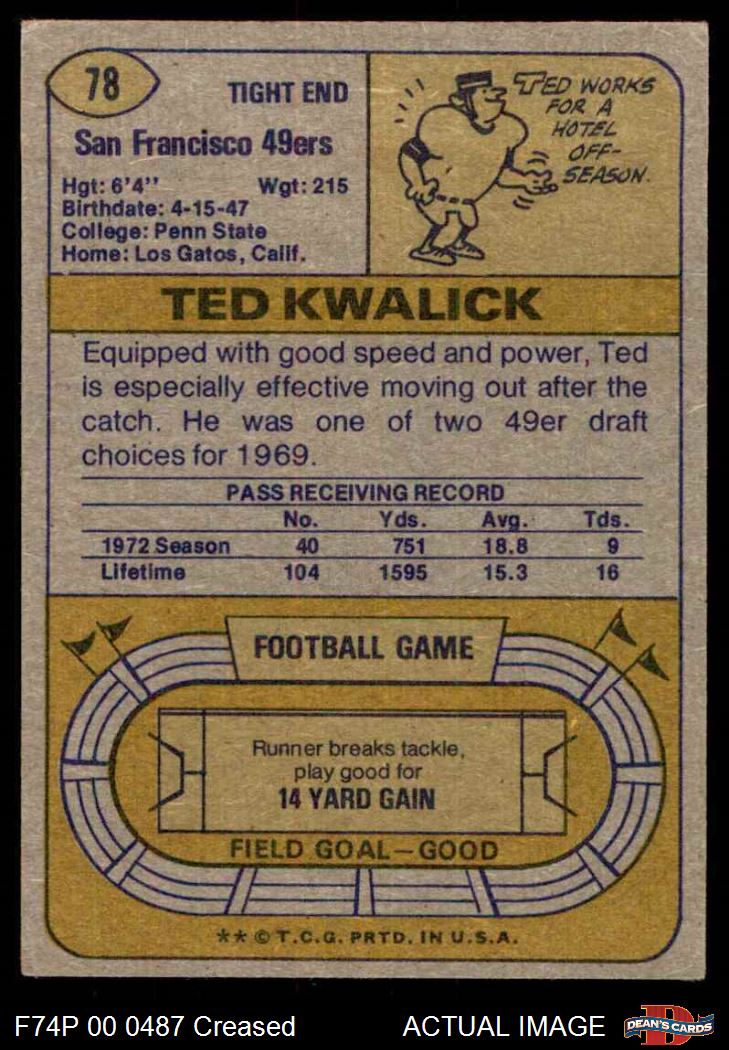 78
TIGHT END
San Francisco 49ers
Hgt: 6'4" Wgt: 215
Birthdate: 4-15-47
College: Penn State
Home: Los Gatos, Calif.
TED WORKS
FOR A
HOTEL
OFF-
SEASON.
TED KWALICK
Equipped with good speed and power, Ted
is especially effective moving out after the
catch. He was one of two 49er draft
choices for 1969.
PASS RECEIVING RECORD
No. Yds. Avg. Tds.
1972 Season 40 751 18.8 9
Lifetime 104 1595 15.3 16
FOOTBALL GAME
Runner breaks tackle,
play good for
14 YARD GAIN
FIELD GOAL—GOOD
** © T.C.G. PRTD. IN U.S.A.
F74P 00 0487 Creased ACTUAL IMAGE
D
DEAN'S CARDS